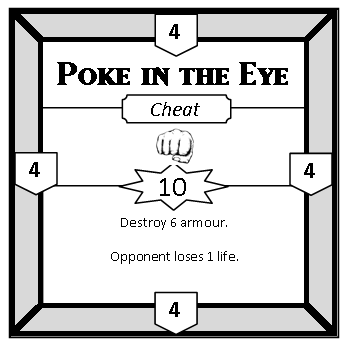 4
POKE IN THE EYE
Cheat
4
4
10
Destroy 6 armour.
Opponent loses 1 life.
4